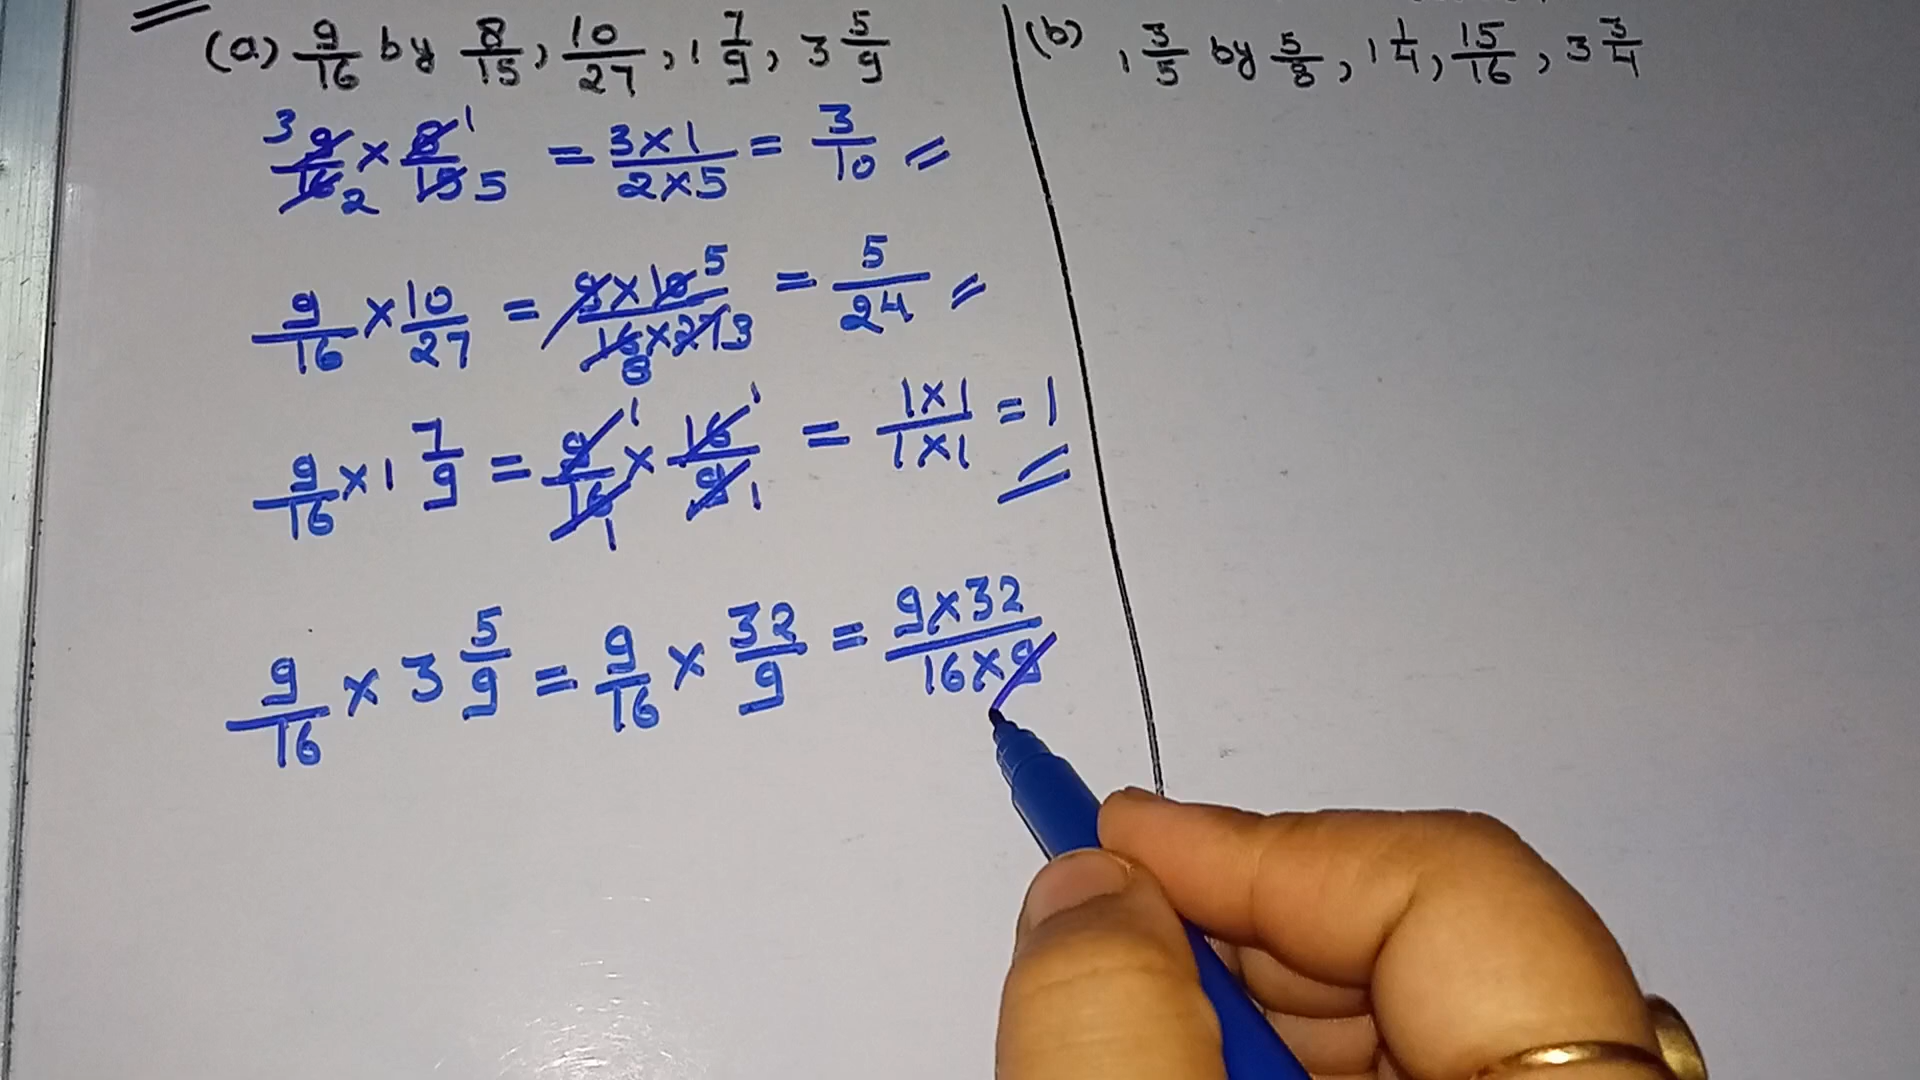 (a) 9/16 by 8/15, 10/27, 1 7/9, 3 5/9
(b) 1 3/5 by 5/8, 1 1/4, 15/16, 3 3/4
3 9/16 2 × 8/15 1 5 = 3×1/2×5 = 3/10 =
9/16 × 10/27 = 9×10 5/16×27 8 3 = 5/24 =
9/16 × 1 7/9 = 9/16 1 1 × 16/9 1 1 = 1×1/1×1 = 1
9/16 × 3 5/9 = 9/16 × 32/9 = 9×32/16×9